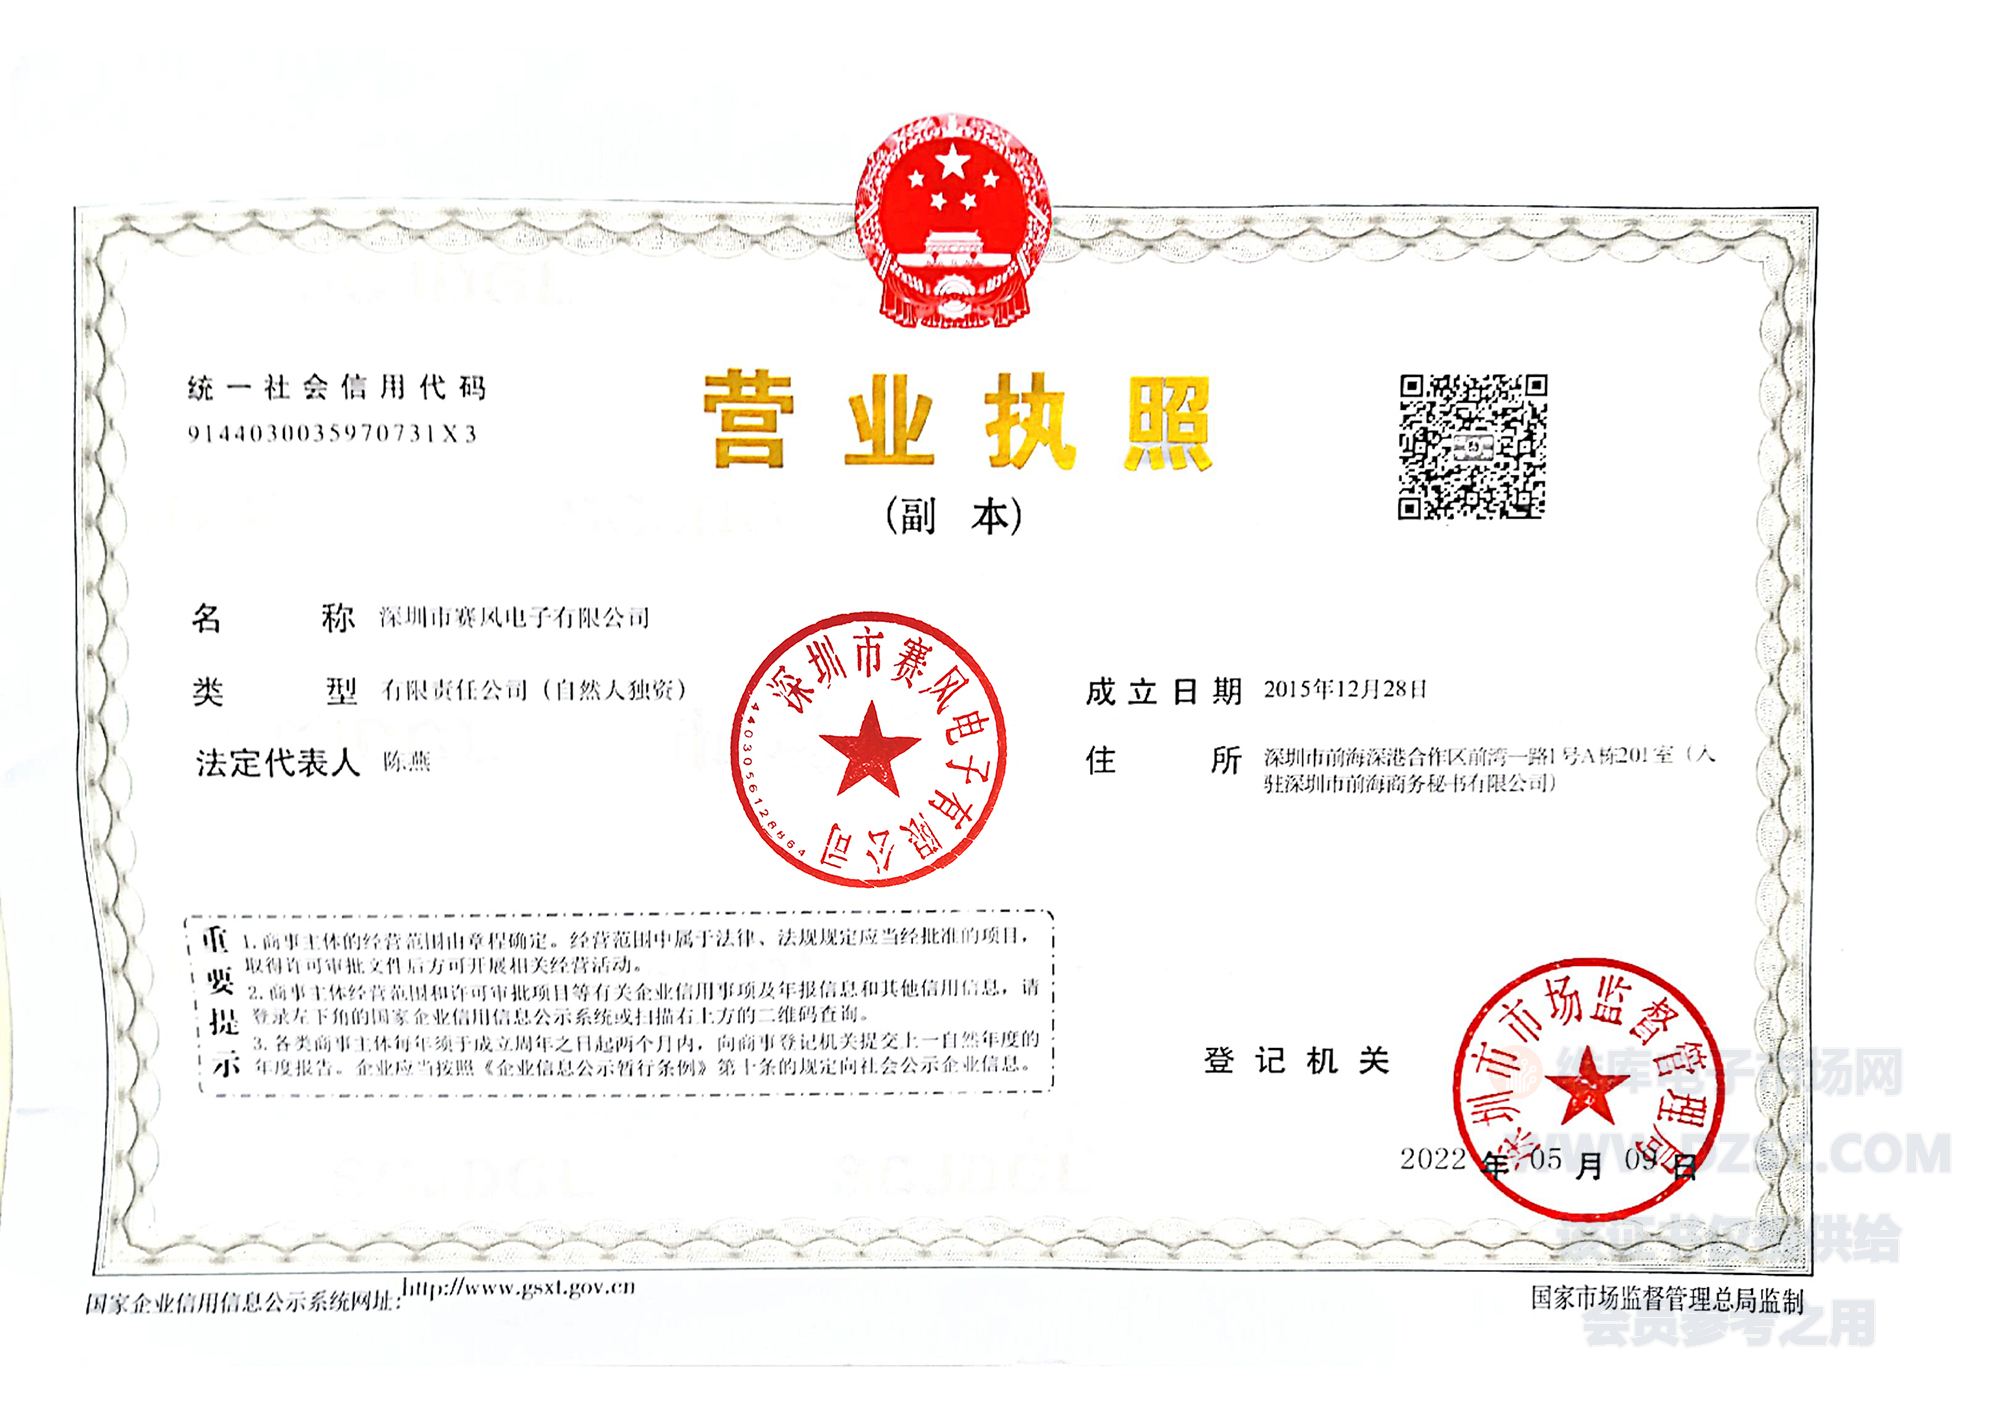 统一社会信用代码
9144030035970731X3
营业执照
(副 本)
名 称 深圳市赛风电子有限公司
类 型 有限责任公司（自然人独资）
法定代表人 陈燕
成立日期 2015年12月28日
住 所 深圳市前海深港合作区前湾一路1号A栋201室（入
驻深圳市前海商务秘书有限公司）
深圳市赛风电子有限公司
重要提示
1.商事主体的经营范围由章程确定。经营范围中属于法律、法规规定应当经批准的项目，
取得许可审批文件后方可开展相关经营活动。
2.商事主体经营范围和许可审批项目等有关企业信用事项及年报信息和其他信用信息，请
登录左下角的国家企业信用信息公示系统或扫描右上方的二维码查询。
3.各类商事主体每年须于成立周年之日起两个月内，向商事登记机关提交上一自然年度的
年度报告。企业应当按照《企业信息公示暂行条例》第十条的规定向社会公示企业信息。
登记机关
深圳市市场监督管理局
2022 年 05 月 09 日
维库电子市场网
WWW.DZSC.COM
该证书仅提供给
会员参考之用
国家企业信用信息公示系统网址:http://www.gsxt.gov.cn
国家市场监督管理总局监制